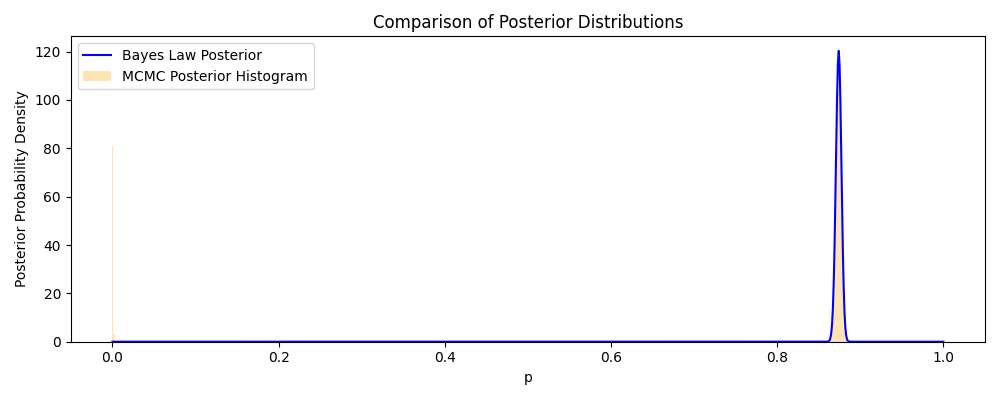 Comparison of Posterior Distributions
Bayes Law Posterior
MCMC Posterior Histogram
Posterior Probability Density
120
100
80
60
40
20
0
0.0 0.2 0.4 0.6 0.8 1.0
p